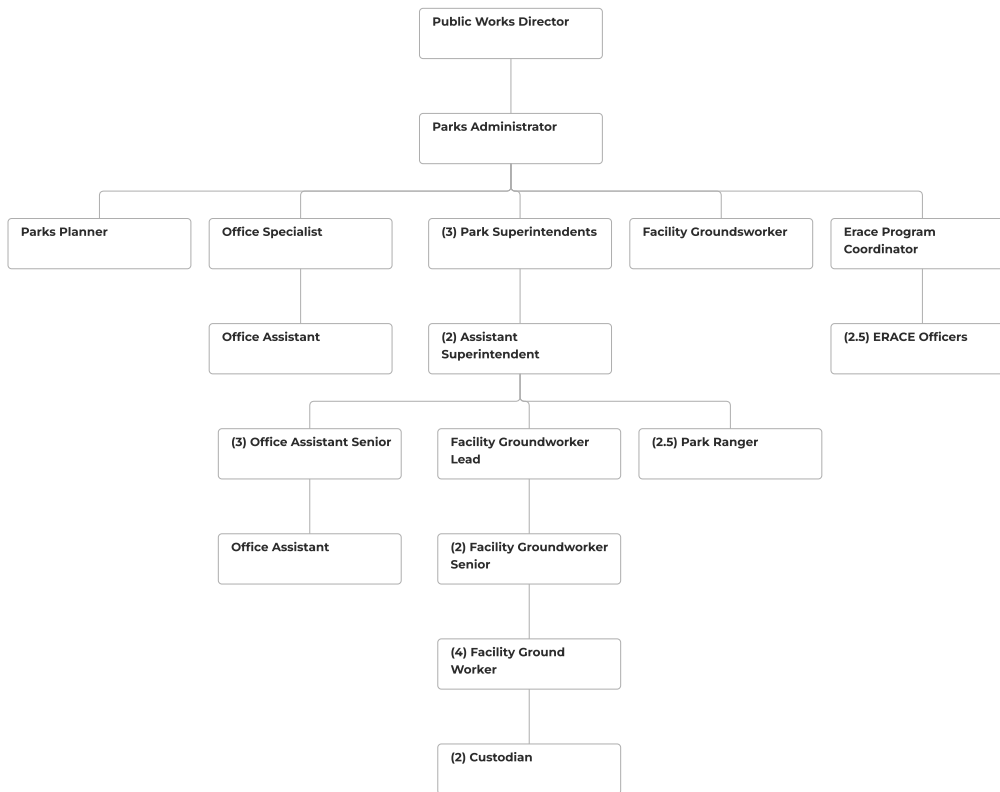 Public Works Director
Parks Administrator
Parks Planner
Office Specialist
(3) Park Superintendents
Facility Groundsworker
Erace Program
Coordinator
Office Assistant
(2) Assistant
Superintendent
(2.5) ERACE Officers
(3) Office Assistant Senior
Facility Groundworker
Lead
(2.5) Park Ranger
Office Assistant
(2) Facility Groundworker
Senior
(4) Facility Ground
Worker
(2) Custodian